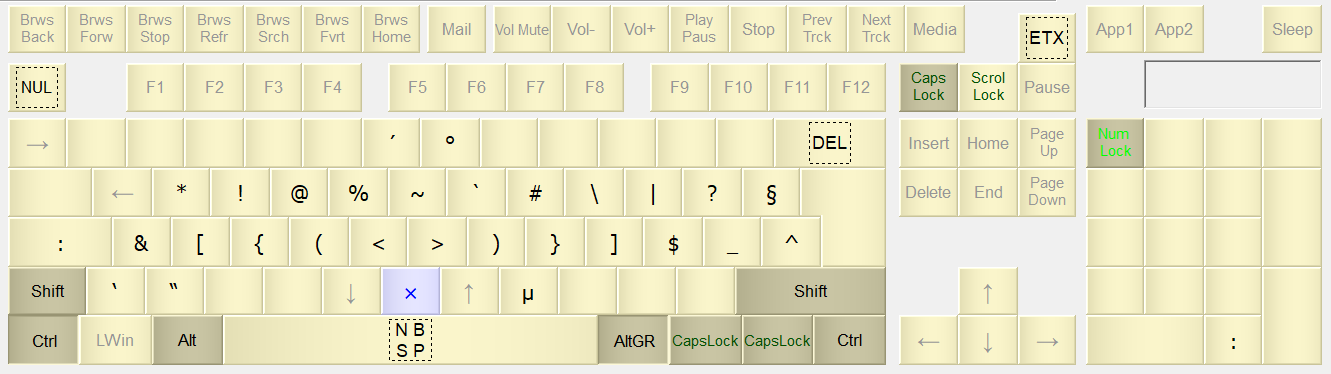 Brws Back Brws Forw Brws Stop Brws Refr Brws Srch Brws Fvrt Brws Home Mail Vol Mute Vol- Vol+ Play Paus Stop Prev Trck Next Trck Media ETX App1 App2 Sleep
NUL F1 F2 F3 F4 F5 F6 F7 F8 F9 F10 F11 F12 Caps Lock Scrol Lock Pause
→ ´ º DEL Insert Home Page Up Num Lock
← * ! @ % ~ ` # \ | ? § Delete End Page Down
: & [ { ( < > ) } ] $ _ ^
Shift ‛ ‟ ↓ × ↑ µ Shift ↑
Ctrl LWin Alt NB SP AltGR CapsLock CapsLock Ctrl ← ↓ → :